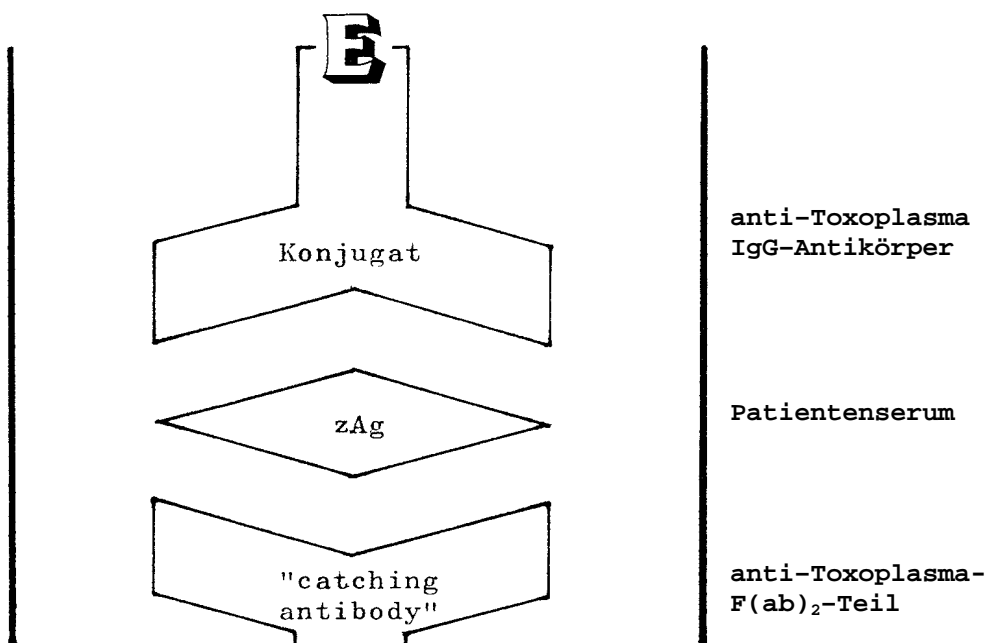 E
Konjugat
anti-Toxoplasma
IgG-Antikörper
zAg
Patientenserum
"catching
antibody"
anti-Toxoplasma-
F(ab)₂-Teil